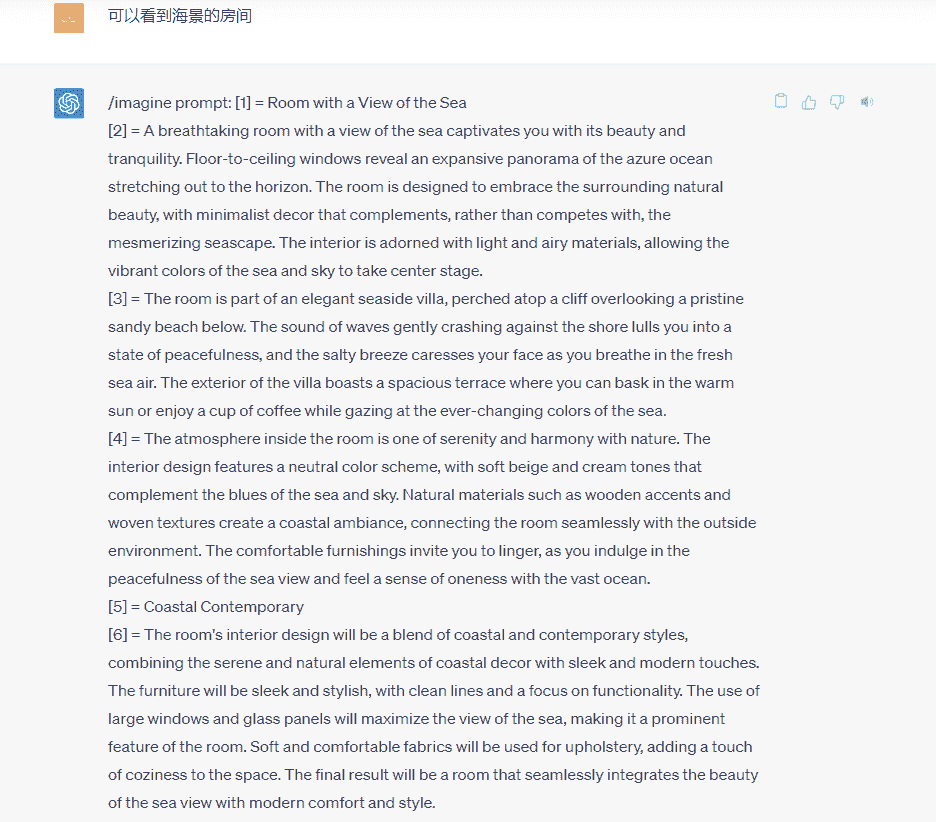 可以看到海景的房间
/imagine prompt: [1] = Room with a View of the Sea
[2] = A breathtaking room with a view of the sea captivates you with its beauty and
tranquility. Floor-to-ceiling windows reveal an expansive panorama of the azure ocean
stretching out to the horizon. The room is designed to embrace the surrounding natural
beauty, with minimalist decor that complements, rather than competes with, the
mesmerizing seascape. The interior is adorned with light and airy materials, allowing the
vibrant colors of the sea and sky to take center stage.
[3] = The room is part of an elegant seaside villa, perched atop a cliff overlooking a pristine
sandy beach below. The sound of waves gently crashing against the shore lulls you into a
state of peacefulness, and the salty breeze caresses your face as you breathe in the fresh
sea air. The exterior of the villa boasts a spacious terrace where you can bask in the warm
sun or enjoy a cup of coffee while gazing at the ever-changing colors of the sea.
[4] = The atmosphere inside the room is one of serenity and harmony with nature. The
interior design features a neutral color scheme, with soft beige and cream tones that
complement the blues of the sea and sky. Natural materials such as wooden accents and
woven textures create a coastal ambiance, connecting the room seamlessly with the outside
environment. The comfortable furnishings invite you to linger, as you indulge in the
peacefulness of the sea view and feel a sense of oneness with the vast ocean.
[5] = Coastal Contemporary
[6] = The room's interior design will be a blend of coastal and contemporary styles,
combining the serene and natural elements of coastal decor with sleek and modern touches.
The furniture will be sleek and stylish, with clean lines and a focus on functionality. The use of
large windows and glass panels will maximize the view of the sea, making it a prominent
feature of the room. Soft and comfortable fabrics will be used for upholstery, adding a touch
of coziness to the space. The final result will be a room that seamlessly integrates the beauty
of the sea view with modern comfort and style.